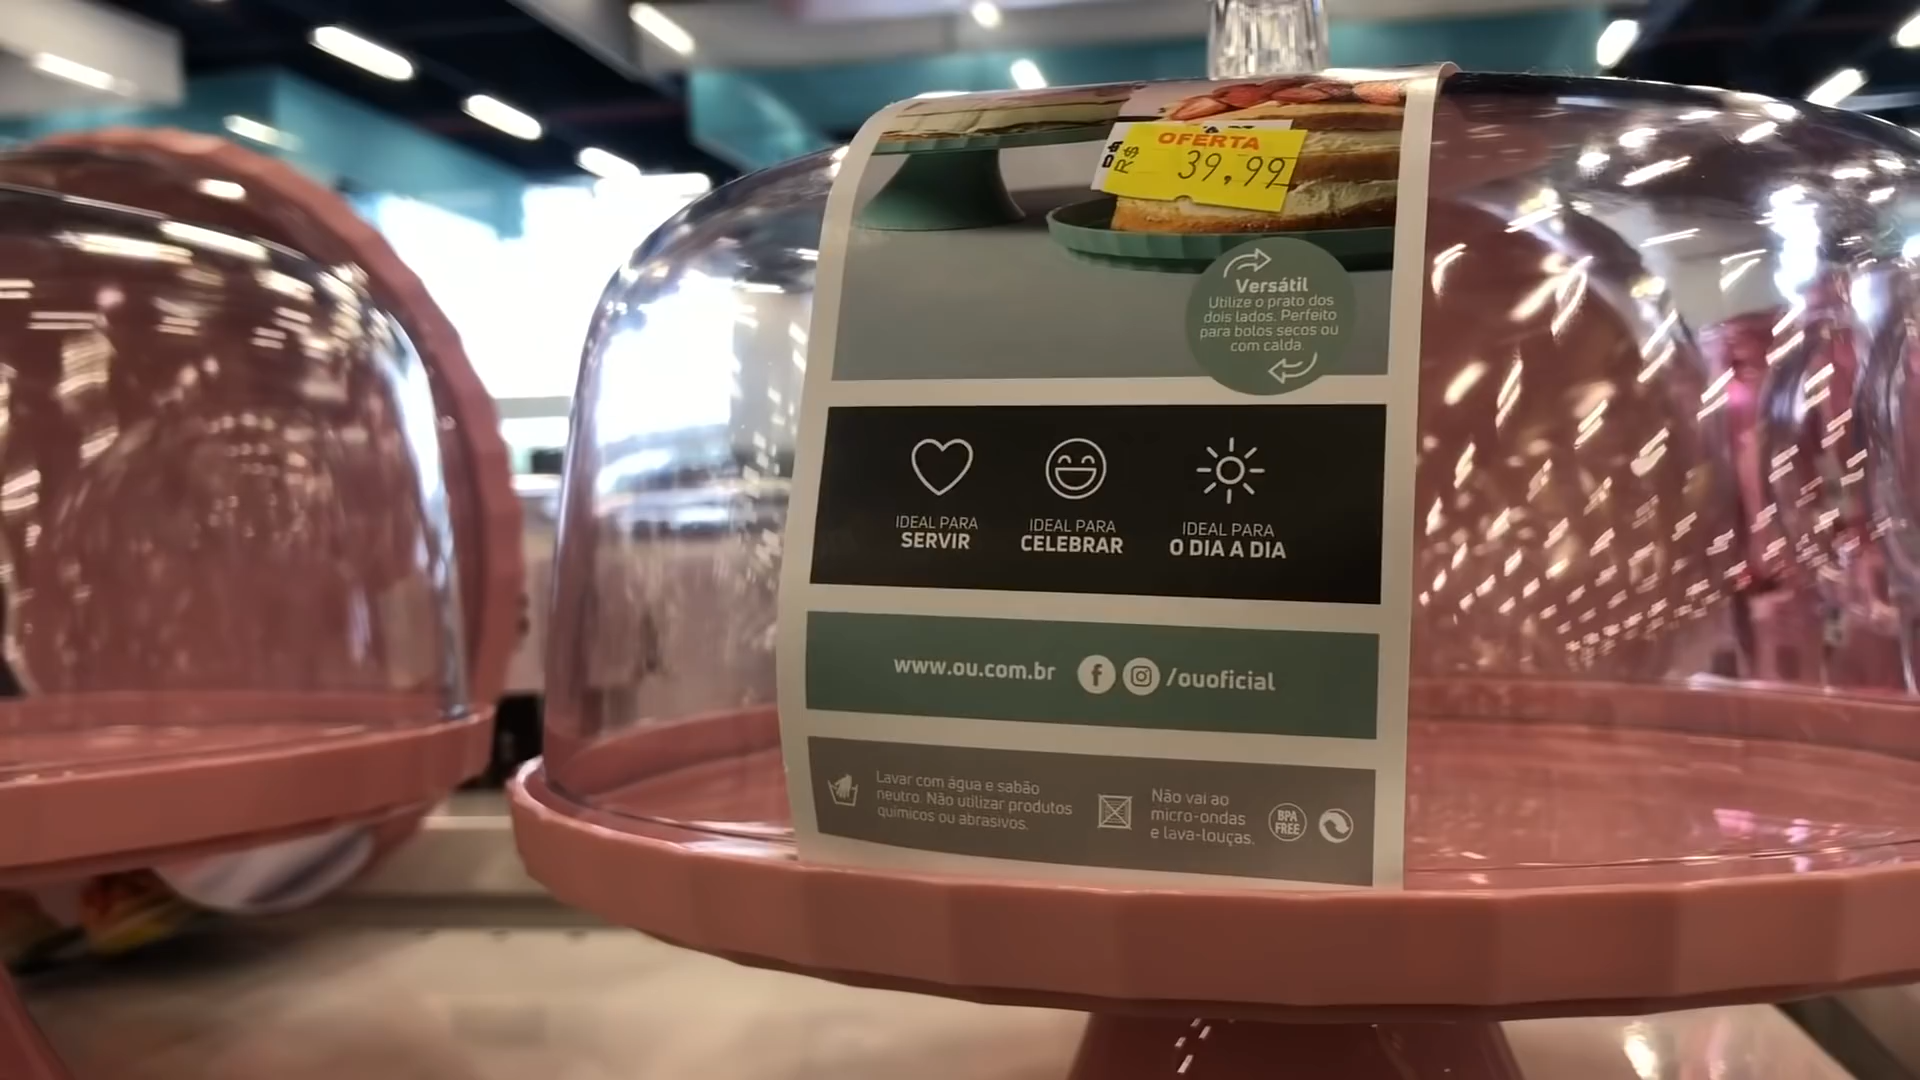 OFERTA
R$ 39,99
Versátil
Utilize o prato dos
dois lados. Perfeito
para bolos secos ou
com calda.
IDEAL PARA
SERVIR
IDEAL PARA
CELEBRAR
IDEAL PARA
O DIA A DIA
www.ou.com.br
/ouoficial
Lavar com água e sabão
neutro. Não utilizar produtos
químicos ou abrasivos.
Não vai ao
micro-ondas
e lava-louças.
BPA
FREE